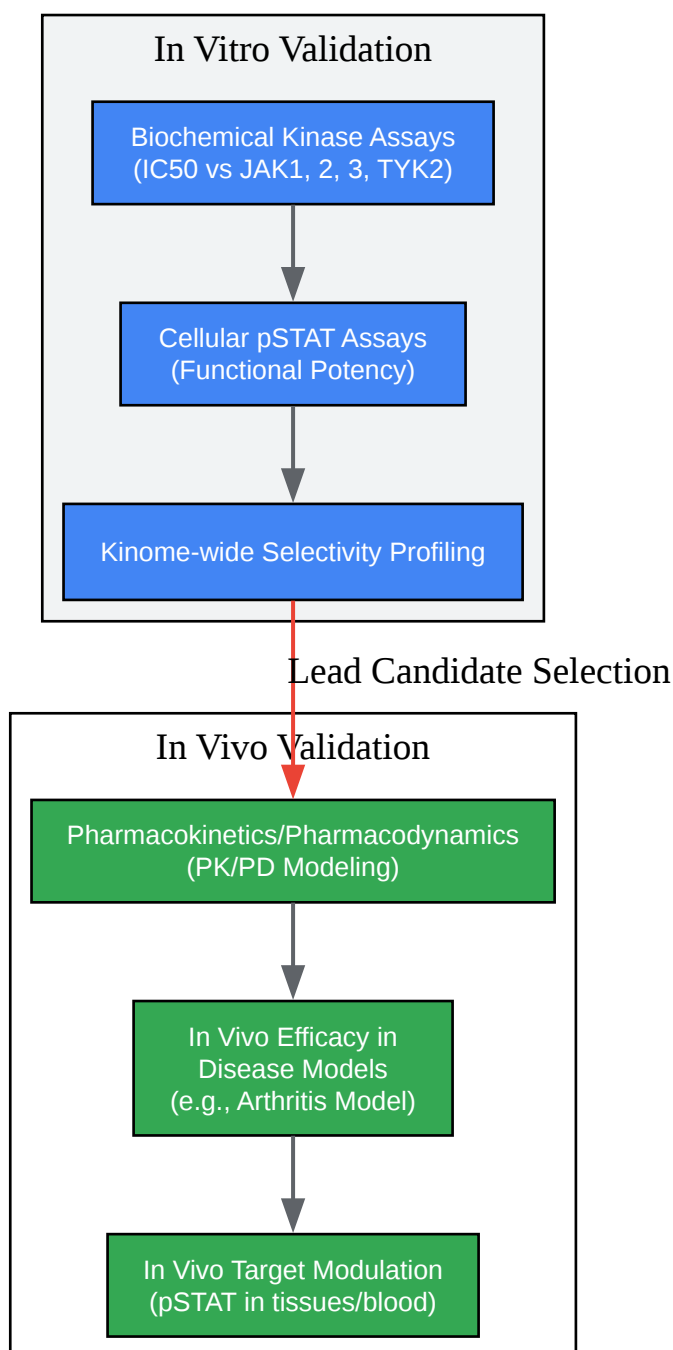 In Vitro Validation
Biochemical Kinase Assays
(IC50 vs JAK1, 2, 3, TYK2)
Cellular pSTAT Assays
(Functional Potency)
Kinome-wide Selectivity Profiling
Lead Candidate Selection
In Vivo Validation
Pharmacokinetics/Pharmacodynamics
(PK/PD Modeling)
In Vivo Efficacy in
Disease Models
(e.g., Arthritis Model)
In Vivo Target Modulation
(pSTAT in tissues/blood)